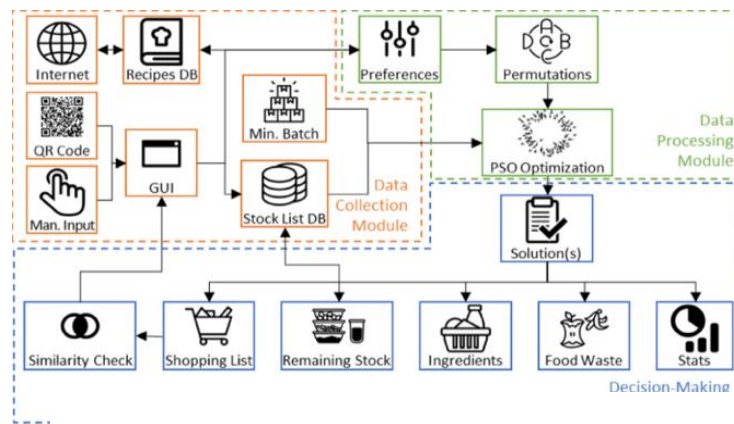 Internet
Recipes DB
Preferences
Permutations
D A B C
QR Code
Min. Batch
Data
Processing
Module
PSO Optimization
GUI
Man. Input
Stock List DB
Data
Collection
Module
Solution(s)
Similarity Check
Shopping List
Remaining Stock
Ingredients
Food Waste
Stats
Decision-Making